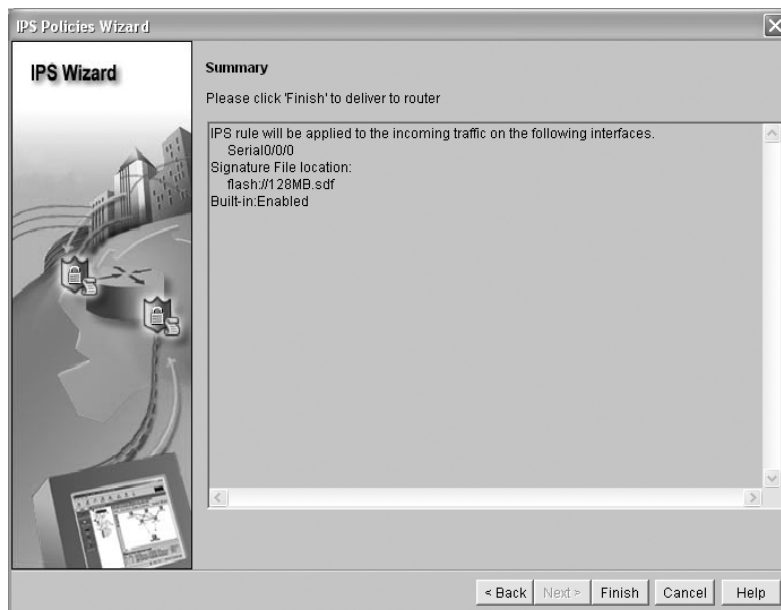 IPS Policies Wizard
IPS Wizard
Summary
Please click 'Finish' to deliver to router
IPS rule will be applied to the incoming traffic on the following interfaces.
Serial0/0/0
Signature File location:
flash://128MB.sdf
Built-in:Enabled
< Back Next > Finish Cancel Help